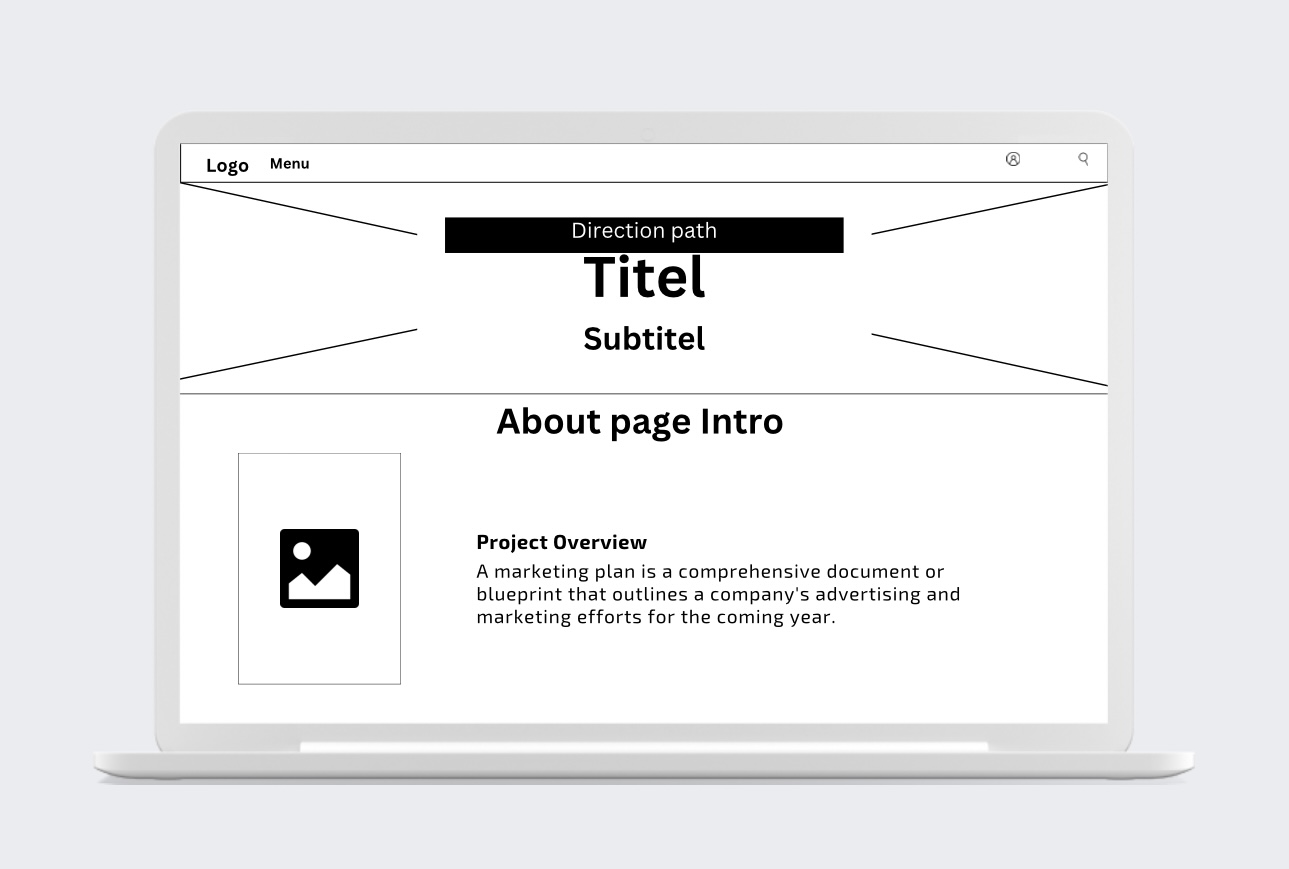 Logo
Menu
Direction path
Titel
Subtitel
About page Intro
Project Overview
A marketing plan is a comprehensive document or
blueprint that outlines a company's advertising and
marketing efforts for the coming year.